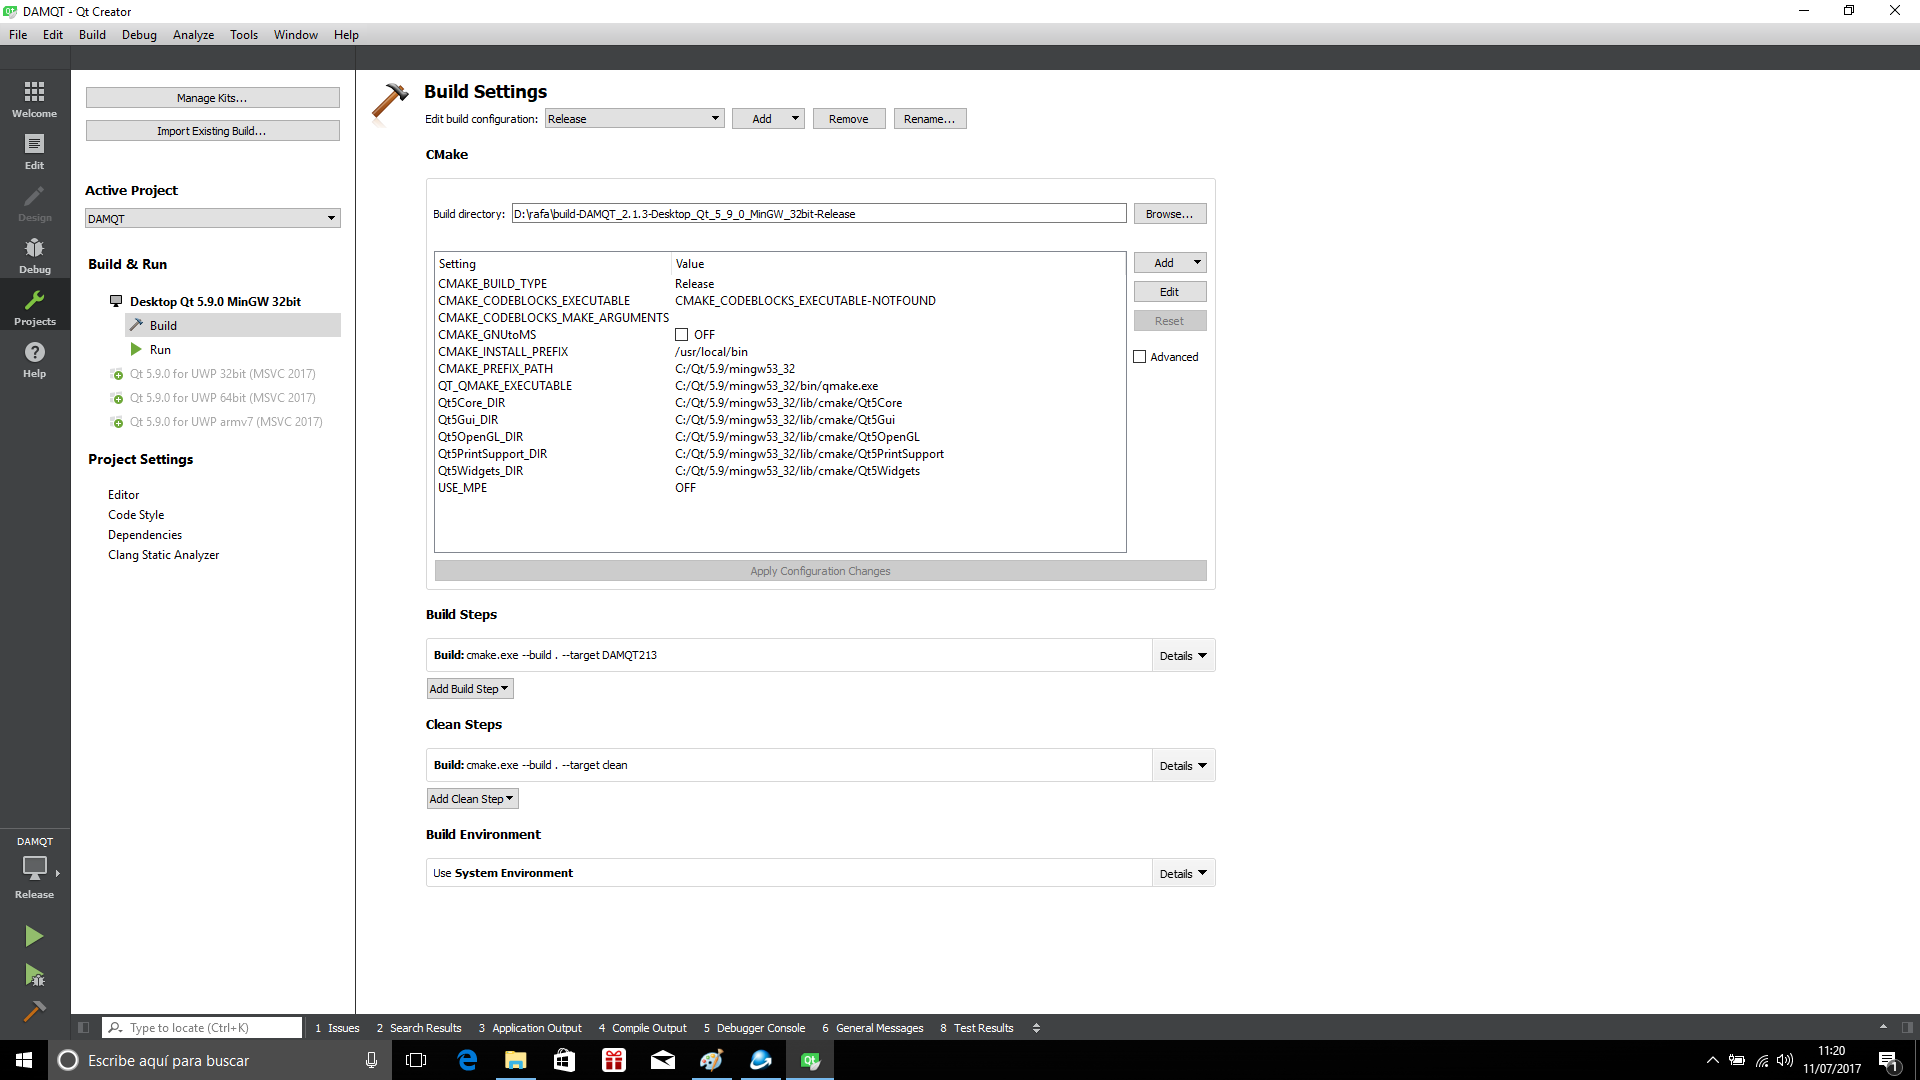 DAMQT - Qt Creator
File Edit Build Debug Analyze Tools Window Help
Welcome
Edit
Design
Debug
Projects
Help
Manage Kits...
Import Existing Build...
Active Project
DAMQT
Build & Run
Desktop Qt 5.9.0 MinGW 32bit
Build
Run
Qt 5.9.0 for UWP 32bit (MSVC 2017)
Qt 5.9.0 for UWP 64bit (MSVC 2017)
Qt 5.9.0 for UWP armv7 (MSVC 2017)
Project Settings
Editor
Code Style
Dependencies
Clang Static Analyzer
Build Settings
Edit build configuration: Release Add Remove Rename...
CMake
Build directory: D:\rafa\build-DAMQT_2.1.3-Desktop_Qt_5_9_0_MinGW_32bit-Release Browse...
Setting Value
CMAKE_BUILD_TYPE Release
CMAKE_CODEBLOCKS_EXECUTABLE CMAKE_CODEBLOCKS_EXECUTABLE-NOTFOUND
CMAKE_CODEBLOCKS_MAKE_ARGUMENTS
CMAKE_GNUtoMS OFF
CMAKE_INSTALL_PREFIX /usr/local/bin
CMAKE_PREFIX_PATH C:/Qt/5.9/mingw53_32
QT_QMAKE_EXECUTABLE C:/Qt/5.9/mingw53_32/bin/qmake.exe
Qt5Core_DIR C:/Qt/5.9/mingw53_32/lib/cmake/Qt5Core
Qt5Gui_DIR C:/Qt/5.9/mingw53_32/lib/cmake/Qt5Gui
Qt5OpenGL_DIR C:/Qt/5.9/mingw53_32/lib/cmake/Qt5OpenGL
Qt5PrintSupport_DIR C:/Qt/5.9/mingw53_32/lib/cmake/Qt5PrintSupport
Qt5Widgets_DIR C:/Qt/5.9/mingw53_32/lib/cmake/Qt5Widgets
USE_MPE OFF
Add
Edit
Reset
Advanced
Apply Configuration Changes
Build Steps
Build: cmake.exe --build . --target DAMQT213 Details
Add Build Step
Clean Steps
Build: cmake.exe --build . --target clean Details
Add Clean Step
Build Environment
Use System Environment Details
DAMQT
Release
Type to locate (Ctrl+K) 1 Issues 2 Search Results 3 Application Output 4 Compile Output 5 Debugger Console 6 General Messages 8 Test Results
Escribe aquí para buscar
11:20
11/07/2017
1